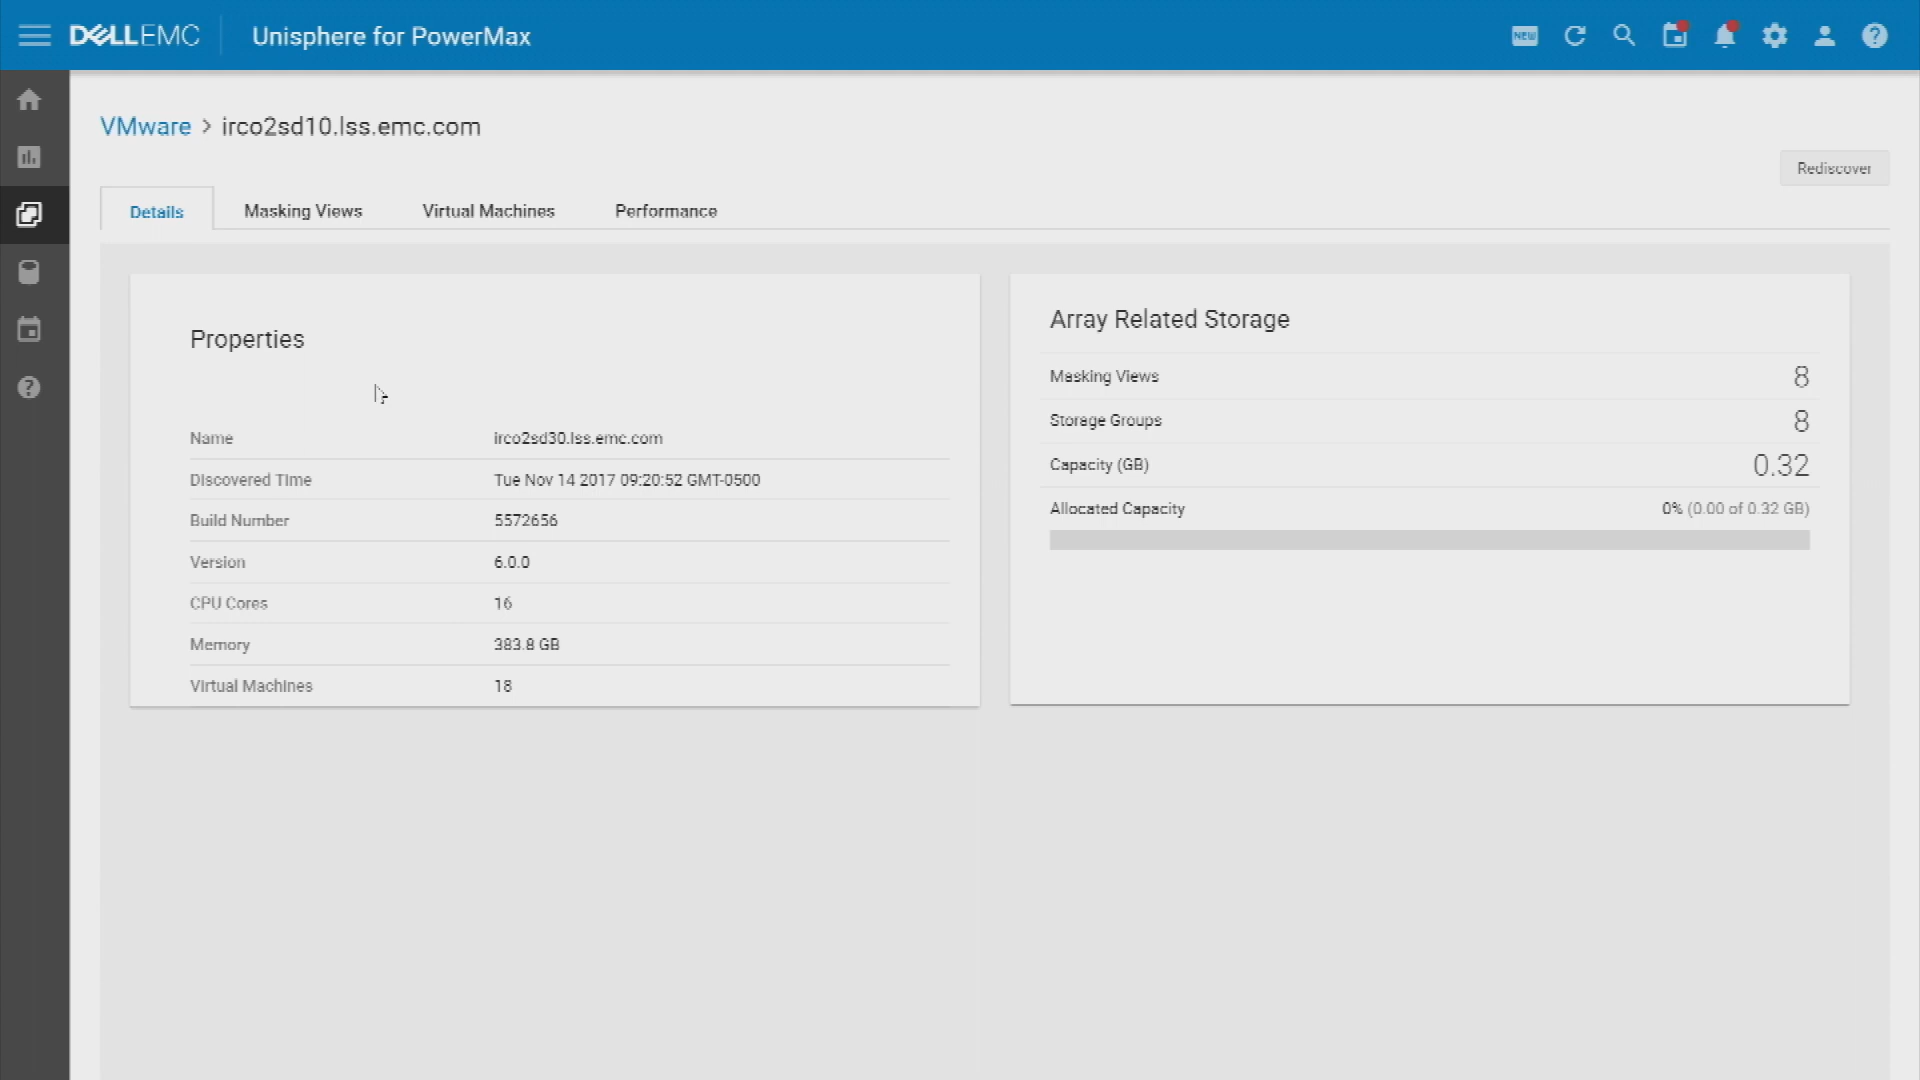 DELLEMC Unisphere for PowerMax NEW
VMware > irco2sd10.lss.emc.com
Rediscover
Details Masking Views Virtual Machines Performance
Properties
Name irco2sd30.lss.emc.com
Discovered Time Tue Nov 14 2017 09:20:52 GMT-0500
Build Number 5572656
Version 6.0.0
CPU Cores 16
Memory 383.8 GB
Virtual Machines 18
Array Related Storage
Masking Views 8
Storage Groups 8
Capacity (GB) 0.32
Allocated Capacity 0% (0.00 of 0.32 GB)